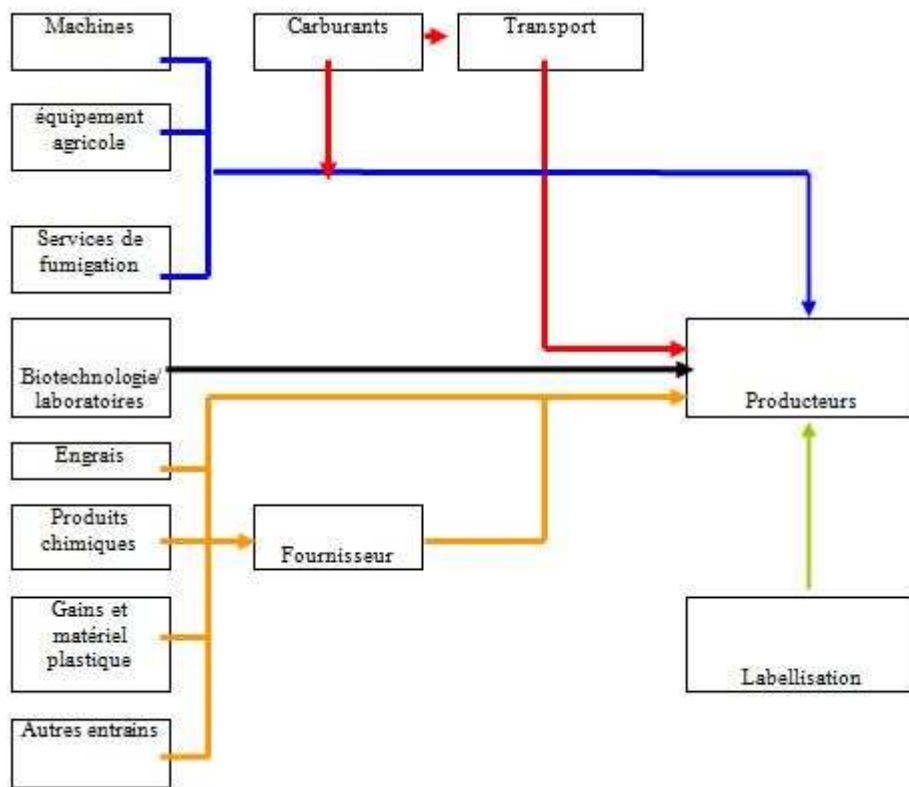 Machines
Carburants
Transport
équipement
agricole
Services de
fumigation
Biotechnologie/
laboratoires
Producteurs
Engrais
Produits
chimiques
Fournisseur
Gains et
matériel
plastique
Labellisation
Autres entrains